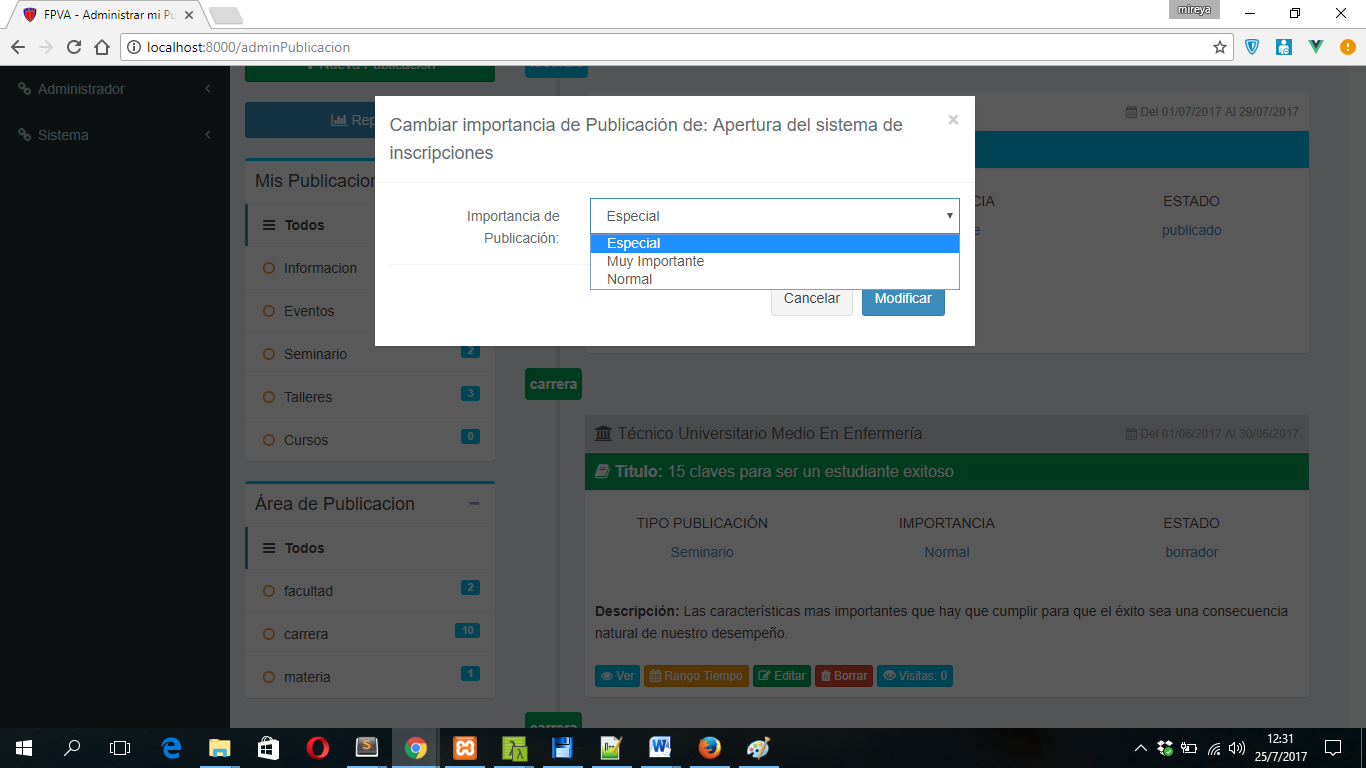 FPVA - Administrar mi Pu
mireya
localhost:8000/adminPublicacion
Nueva Publicación
Administrador
Sistema
Rep
Del 01/07/2017 Al 29/07/2017
Cambiar importancia de Publicación de: Apertura del sistema de
inscripciones
×
Importancia de
Publicación:
Especial
Especial
Muy Importante
Normal
Cancelar
Modificar
CIA
ESTADO
e
publicado
Mis Publicacion
Todos
Informacion
Eventos
Seminario 2
Talleres 3
Cursos 0
Área de Publicacion
Todos
facultad 2
carrera 10
materia 1
carrera
Técnico Universitario Medio En Enfermería
Del 01/06/2017 Al 30/06/2017
Titulo: 15 claves para ser un estudiante exitoso
TIPO PUBLICACIÓN IMPORTANCIA ESTADO
Seminario Normal borrador
Descripción: Las características mas importantes que hay que cumplir para que el éxito sea una consecuencia
natural de nuestro desempeño.
Ver Rango Tiempo Editar Borrar Visitas: 0
carrera
12:31
25/7/2017